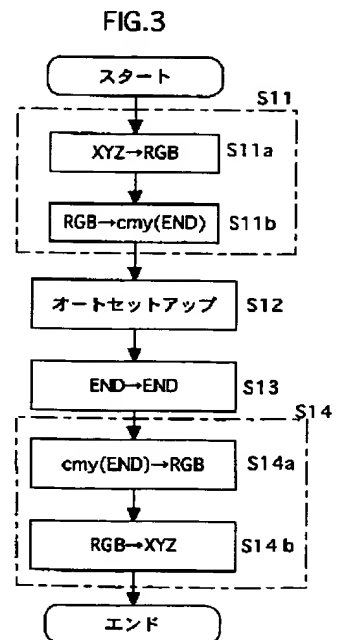 FIG.3
スタート
S11
XYZ→RGB S11a
RGB→cmy(END) S11b
オートセットアップ S12
END→END S13
S14
cmy(END)→RGB S14a
RGB→XYZ S14b
エンド